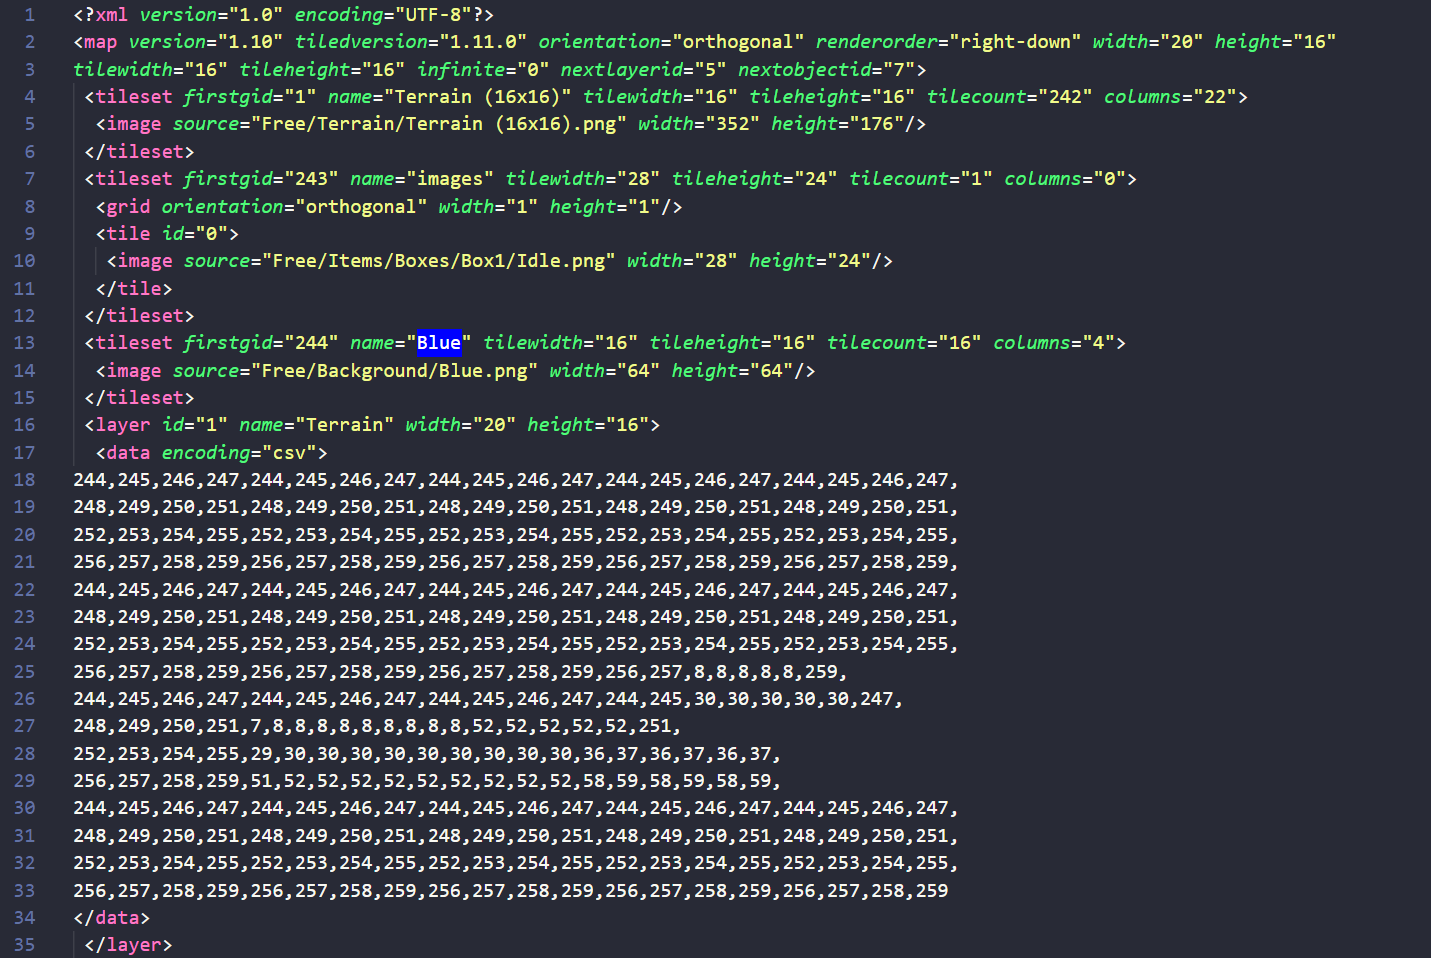 1 <?xml version="1.0" encoding="UTF-8"?>
2 <map version="1.10" tiledversion="1.11.0" orientation="orthogonal" renderorder="right-down" width="20" height="16"
3 tilewidth="16" tileheight="16" infinite="0" nextlayerid="5" nextobjectid="7">
4 <tileset firstgid="1" name="Terrain (16x16)" tilewidth="16" tileheight="16" tilecount="242" columns="22">
5 <image source="Free/Terrain/Terrain (16x16).png" width="352" height="176"/>
6 </tileset>
7 <tileset firstgid="243" name="images" tilewidth="28" tileheight="24" tilecount="1" columns="0">
8 <grid orientation="orthogonal" width="1" height="1"/>
9 <tile id="0">
10 <image source="Free/Items/Boxes/Box1/Idle.png" width="28" height="24"/>
11 </tile>
12 </tileset>
13 <tileset firstgid="244" name="Blue" tilewidth="16" tileheight="16" tilecount="16" columns="4">
14 <image source="Free/Background/Blue.png" width="64" height="64"/>
15 </tileset>
16 <layer id="1" name="Terrain" width="20" height="16">
17 <data encoding="csv">
18 244,245,246,247,244,245,246,247,244,245,246,247,244,245,246,247,244,245,246,247,
19 248,249,250,251,248,249,250,251,248,249,250,251,248,249,250,251,248,249,250,251,
20 252,253,254,255,252,253,254,255,252,253,254,255,252,253,254,255,252,253,254,255,
21 256,257,258,259,256,257,258,259,256,257,258,259,256,257,258,259,256,257,258,259,
22 244,245,246,247,244,245,246,247,244,245,246,247,244,245,246,247,244,245,246,247,
23 248,249,250,251,248,249,250,251,248,249,250,251,248,249,250,251,248,249,250,251,
24 252,253,254,255,252,253,254,255,252,253,254,255,252,253,254,255,252,253,254,255,
25 256,257,258,259,256,257,258,259,256,257,258,259,256,257,8,8,8,8,8,259,
26 244,245,246,247,244,245,246,247,244,245,246,247,244,245,30,30,30,30,30,247,
27 248,249,250,251,7,8,8,8,8,8,8,8,8,8,52,52,52,52,52,251,
28 252,253,254,255,29,30,30,30,30,30,30,30,30,30,36,37,36,37,36,37,
29 256,257,258,259,51,52,52,52,52,52,52,52,52,52,58,59,58,59,58,59,
30 244,245,246,247,244,245,246,247,244,245,246,247,244,245,246,247,244,245,246,247,
31 248,249,250,251,248,249,250,251,248,249,250,251,248,249,250,251,248,249,250,251,
32 252,253,254,255,252,253,254,255,252,253,254,255,252,253,254,255,252,253,254,255,
33 256,257,258,259,256,257,258,259,256,257,258,259,256,257,258,259,256,257,258,259
34 </data>
35 </layer>